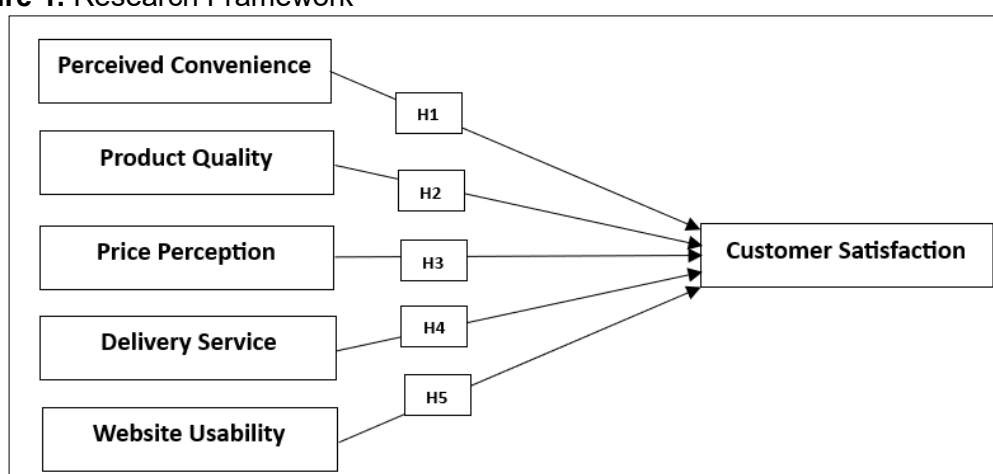 1. Research Framework
Perceived Convenience
H1
Product Quality
H2
Price Perception
H3
Customer Satisfaction
Delivery Service
H4
Website Usability
H5